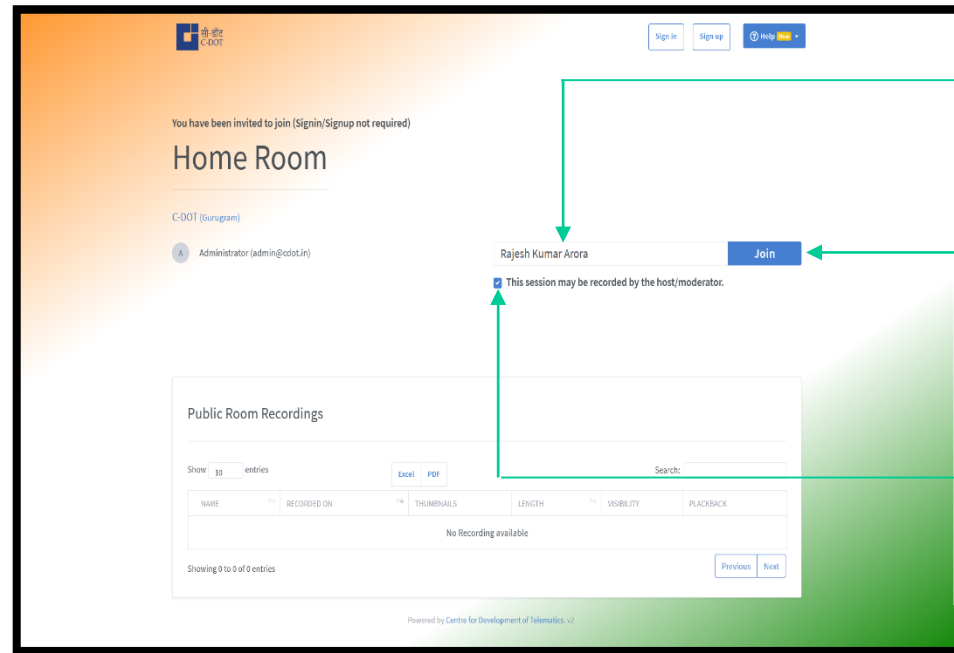 सी-डॉट
C-DOT
Sign in
Sign up
Help New
You have been invited to join (Signin/Signup not required)
Home Room
C-DOT (Gurugram)
A
Administrator (admin@cdot.in)
Rajesh Kumar Arora
Join
This session may be recorded by the host/moderator.
Public Room Recordings
Show 10 entries
Excel
PDF
Search:
NAME
RECORDED ON
THUMBNAILS
LENGTH
VISIBILITY
PLACKBACK
No Recording available
Showing 0 to 0 of 0 entries
Previous
Next
Powered by Centre for Development of Telematics. v2